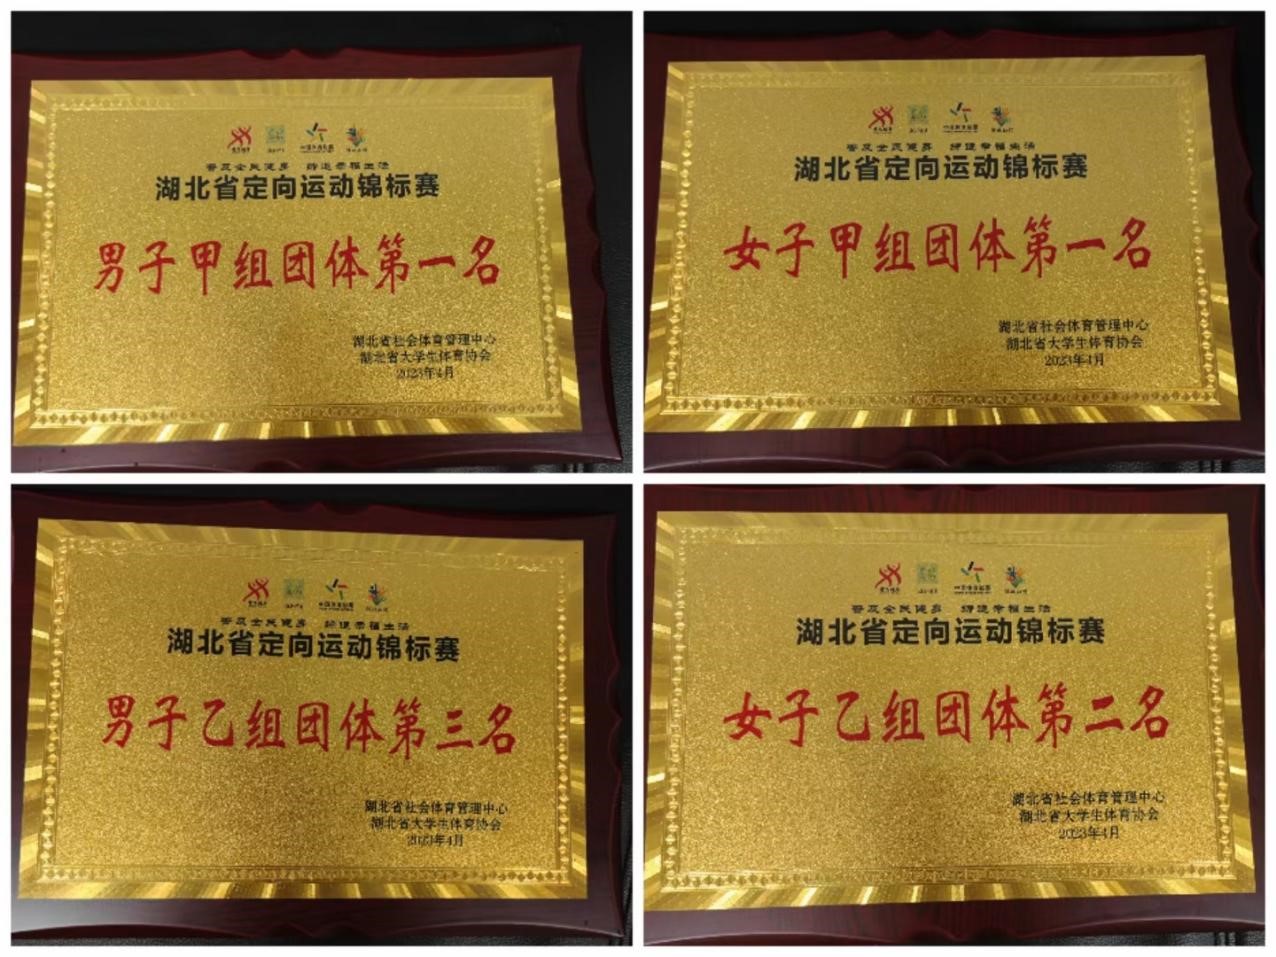 普及全民健身 缔造幸福生活
湖北省定向运动锦标赛
男子甲组团体第一名
湖北省社会体育管理中心
湖北省大学生体育协会
2023年4月
普及全民健身 缔造幸福生活
湖北省定向运动锦标赛
女子甲组团体第一名
湖北省社会体育管理中心
湖北省大学生体育协会
2023年4月
普及全民健身 缔造幸福生活
湖北省定向运动锦标赛
男子乙组团体第三名
湖北省社会体育管理中心
湖北省大学生体育协会
2023年4月
普及全民健身 缔造幸福生活
湖北省定向运动锦标赛
女子乙组团体第二名
湖北省社会体育管理中心
湖北省大学生体育协会
2023年4月